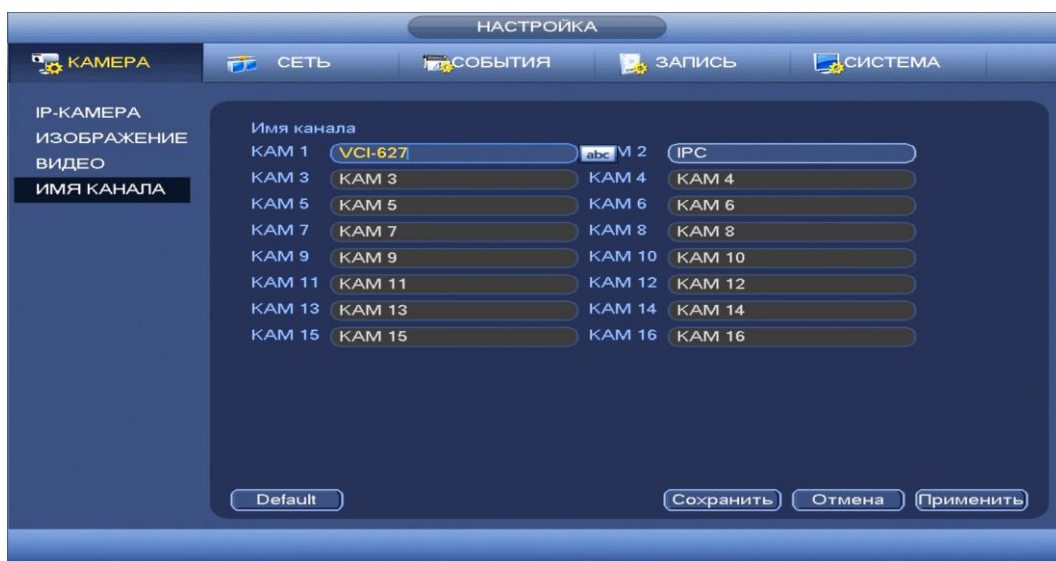 НАСТРОЙКА
КАМЕРА СЕТЬ СОБЫТИЯ ЗАПИСЬ СИСТЕМА
IP-КАМЕРА
ИЗОБРАЖЕНИЕ
ВИДЕО
ИМЯ КАНАЛА
Имя канала
КАМ 1 VCI-627 abc М 2 IPC
КАМ 3 КАМ 3 КАМ 4 КАМ 4
КАМ 5 КАМ 5 КАМ 6 КАМ 6
КАМ 7 КАМ 7 КАМ 8 КАМ 8
КАМ 9 КАМ 9 КАМ 10 КАМ 10
КАМ 11 КАМ 11 КАМ 12 КАМ 12
КАМ 13 КАМ 13 КАМ 14 КАМ 14
КАМ 15 КАМ 15 КАМ 16 КАМ 16
Default Сохранить Отмена Применить